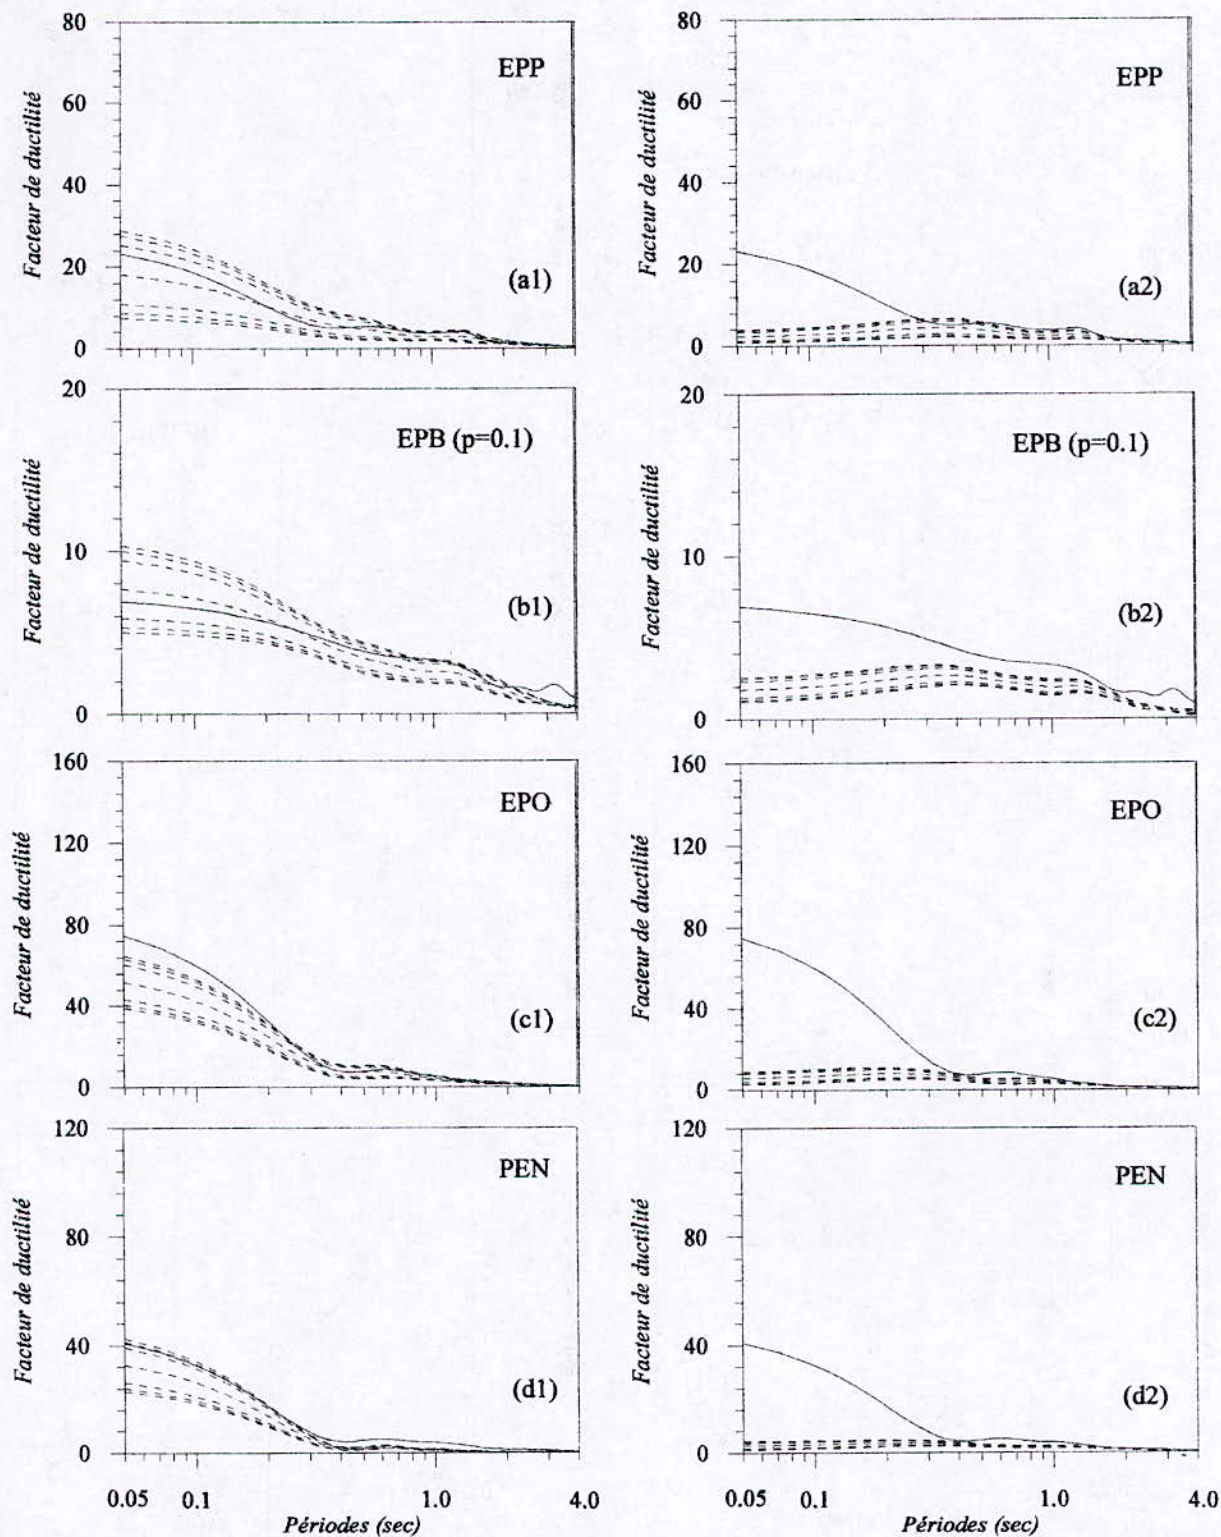 80
60
40
20
0
Facteur de ductilité
EPP
(a1)
80
60
40
20
0
Facteur de ductilité
EPP
(a2)
20
10
0
Facteur de ductilité
EPB (p=0.1)
(b1)
20
10
0
Facteur de ductilité
EPB (p=0.1)
(b2)
160
120
80
40
0
Facteur de ductilité
EPO
(c1)
160
120
80
40
0
Facteur de ductilité
EPO
(c2)
120
80
40
0
Facteur de ductilité
PEN
(d1)
0.05 0.1 1.0 4.0
Périodes (sec)
120
80
40
0
Facteur de ductilité
PEN
(d2)
0.05 0.1 1.0 4.0
Périodes (sec)